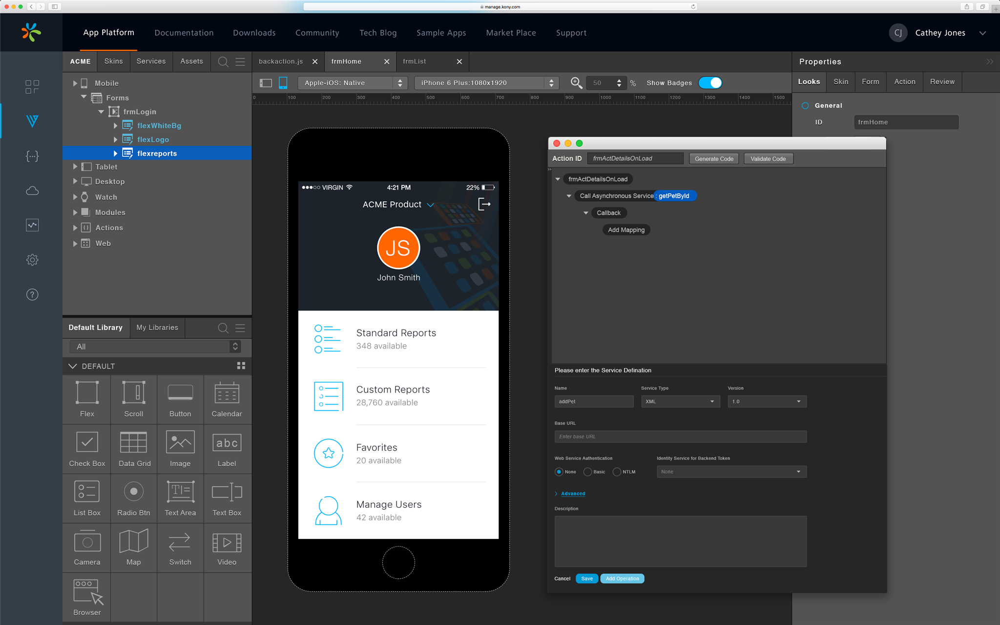 manage.kony.com
App Platform
Documentation
Downloads
Community
Tech Blog
Sample Apps
Market Place
Support
CJ
Cathey Jones
ACME
Skins
Services
Assets
Mobile
Forms
frmLogin
flexWhiteBg
flexLogo
flexreports
Tablet
Desktop
Watch
Modules
Actions
Web
Default Library
My Libraries
All
DEFAULT
Flex
Scroll
Button
Calendar
Check Box
Data Grid
Image
abc
Label
List Box
Radio Btn
Text Area
Text Box
Camera
Map
Switch
Video
Browser
backaction.js
frmHome
frmList
Apple-iOS: Native
iPhone 6 Plus:1080x1920
50
%
Show Badges
0 100 200 300 400 500 600 700 800 900 1000 1100 1200 1300 1400 1500
VIRGIN
4:21 PM
22%
ACME Product
JS
John Smith
Standard Reports
348 available
Custom Reports
28,760 available
Favorites
20 available
Manage Users
42 available
Action ID
frmActDetailsOnLoad
Generate Code
Validate Code
frmActDetailsOnLoad
Call Asynchronous Service : getPetById
Callback
Add Mapping
Please enter the Service Defination
Name
Service Type
Version
addPet
XML
1.0
Base URL
Enter base URL
Web Service Authentication
Identity Service for Backend Token
None
Basic
NTLM
None
Advanced
Description
Cancel
Save
Add Operation
Properties
Looks
Skin
Form
Action
Review
General
ID
frmHome